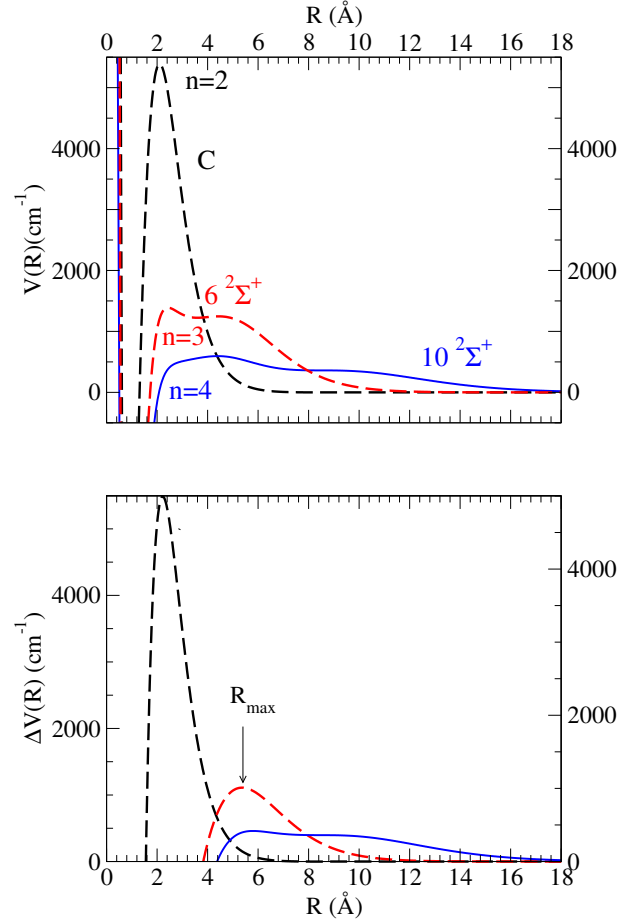 R (Å)
0 2 4 6 8 10 12 14 16 18
n=2
4000 4000
C
V(R)(cm⁻¹)
2000 2000
6 ²Σ⁺
n=3
10 ²Σ⁺
n=4
0 0
4000 4000
ΔV(R) (cm⁻¹)
R_max
2000 2000
0 0
0 2 4 6 8 10 12 14 16 18
R (Å)